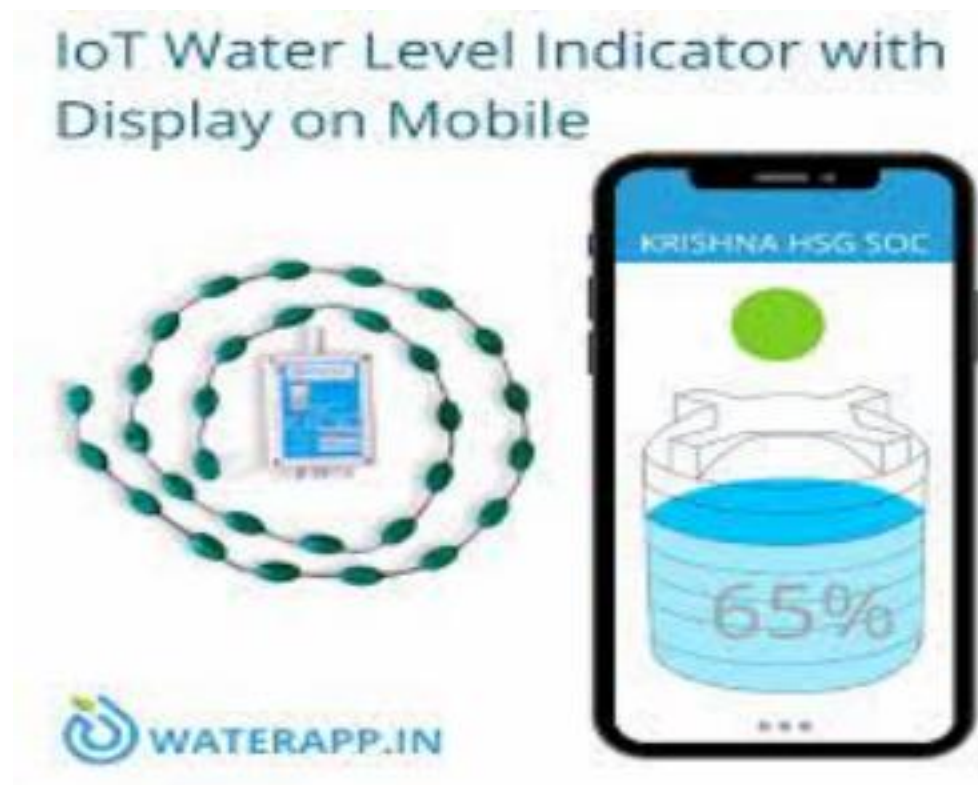 IoT Water Level Indicator with
Display on Mobile
KRISHNA HSG SOC
65%
WATERAPP.IN